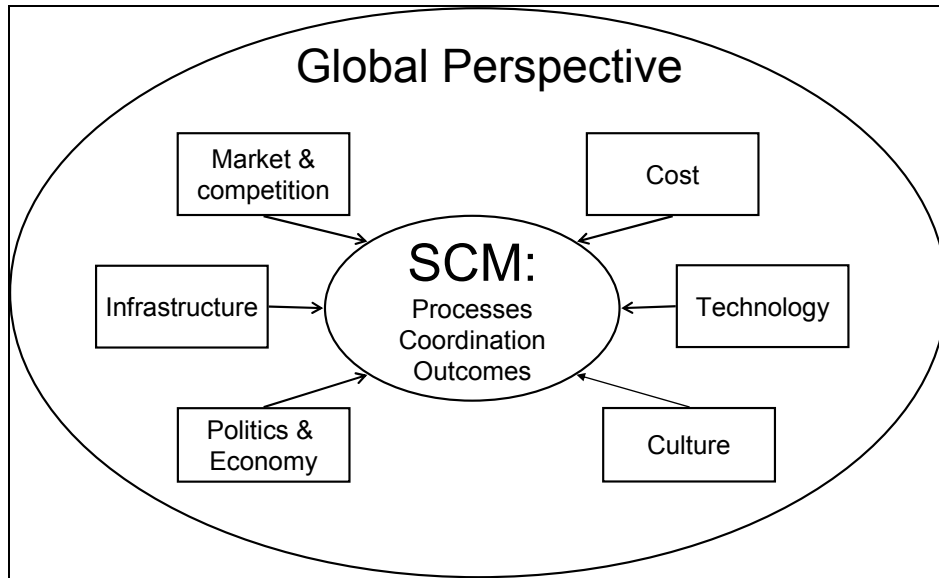 Global Perspective
Market &
competition
Cost
SCM:
Processes
Coordination
Outcomes
Infrastructure
Technology
Politics &
Economy
Culture